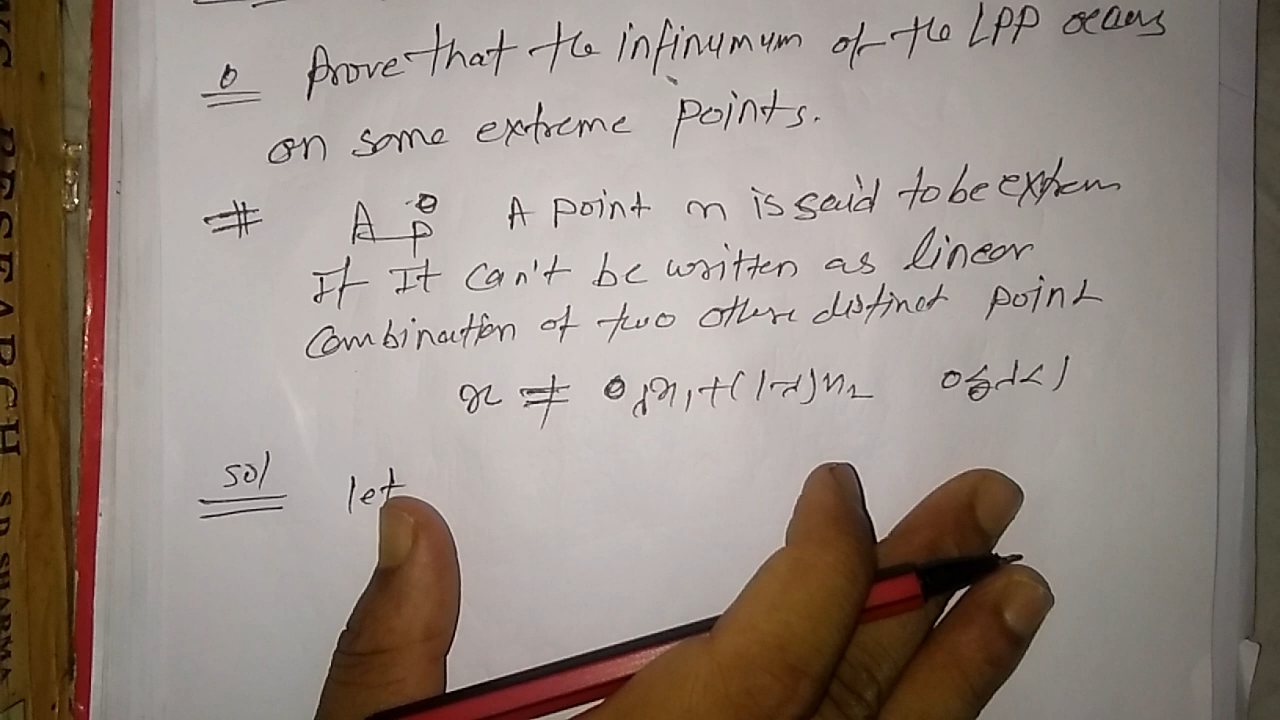 Prove that the infinumum of the LPP occurs
on some extreme points.
# A point n is said to be extrem
If It can't be written as linear
Combination of two other distinct point
x ≠ λx₁+(1-λ)x₂ 0≤λ<1
sol let
RESEARCH S.D SHARMA